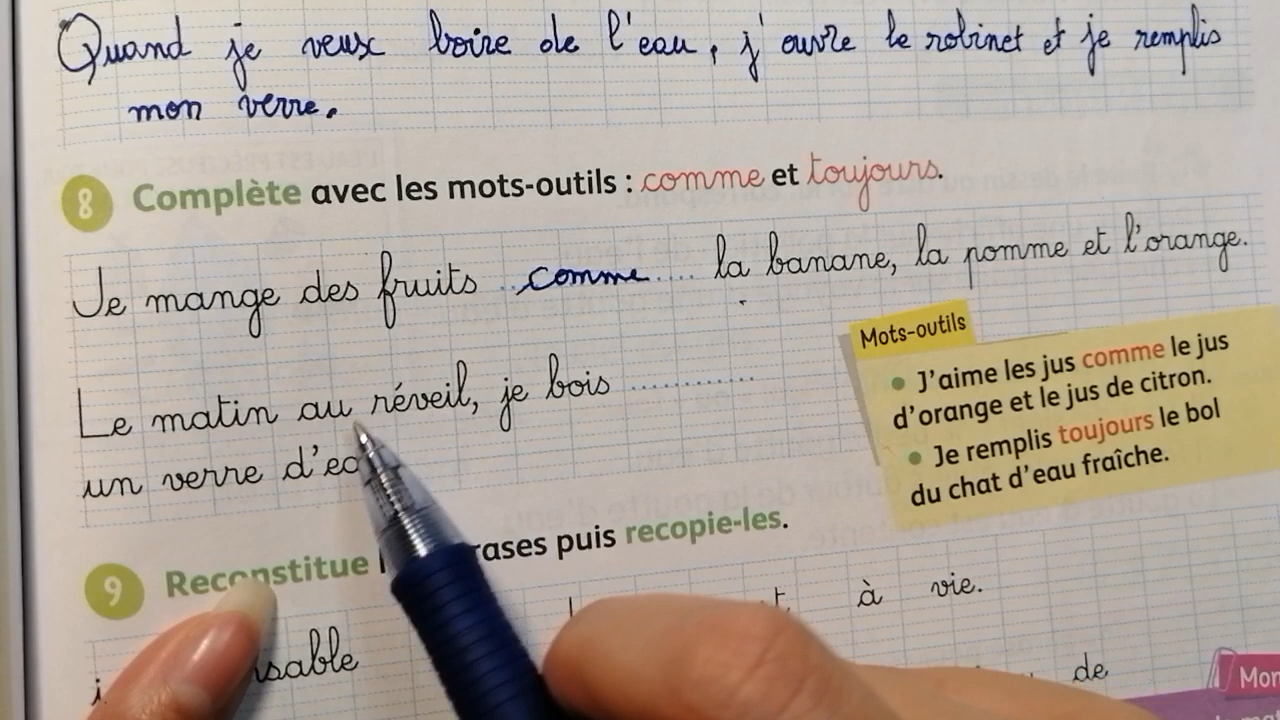 Quand je veux boire de l'eau, j'ouvre le robinet et je remplis
mon verre.
8 Complète avec les mots-outils : comme et toujours.
Je mange des fruits ..comme.... la banane, la pomme et l'orange.
Le matin au réveil, je bois ..............
un verre d'ea
Mots-outils
• J'aime les jus comme le jus
d'orange et le jus de citron.
• Je remplis toujours le bol
du chat d'eau fraîche.
9 Reconstitue rases puis recopie-les.
à vie.
sable
de
Mon